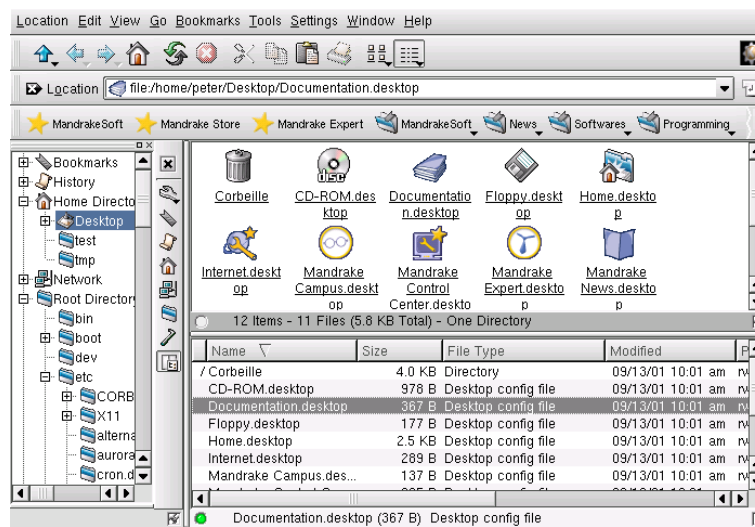 Location Edit View Go Bookmarks Tools Settings Window Help
Location file:/home/peter/Desktop/Documentation.desktop
MandrakeSoft Mandrake Store Mandrake Expert MandrakeSoft News Softwares Programming
Bookmarks
History
Home Directo
Desktop
test
tmp
Network
Root Director
bin
boot
dev
etc
CORB
X11
alterna
aurora
cron.d
Corbeille
CD-ROM.des
ktop
Documentatio
n.desktop
Floppy.deskt
op
Home.deskto
p
Internet.deskt
op
Mandrake
Campus.deskt
op
Mandrake
Control
Center.deskto
Mandrake
Expert.deskto
p
Mandrake
News.deskto
p
12 Items - 11 Files (5.8 KB Total) - One Directory
Name Size File Type Modified
/ Corbeille 4.0 KB Directory 09/13/01 10:01 am
CD-ROM.desktop 978 B Desktop config file 09/13/01 10:01 am
Documentation.desktop 367 B Desktop config file 09/13/01 10:01 am
Floppy.desktop 177 B Desktop config file 09/13/01 10:01 am
Home.desktop 2.5 KB Desktop config file 09/13/01 10:01 am
Internet.desktop 289 B Desktop config file 09/13/01 10:01 am
Mandrake Campus.des... 137 B Desktop config file 09/13/01 10:01 am
Documentation.desktop (367 B) Desktop config file